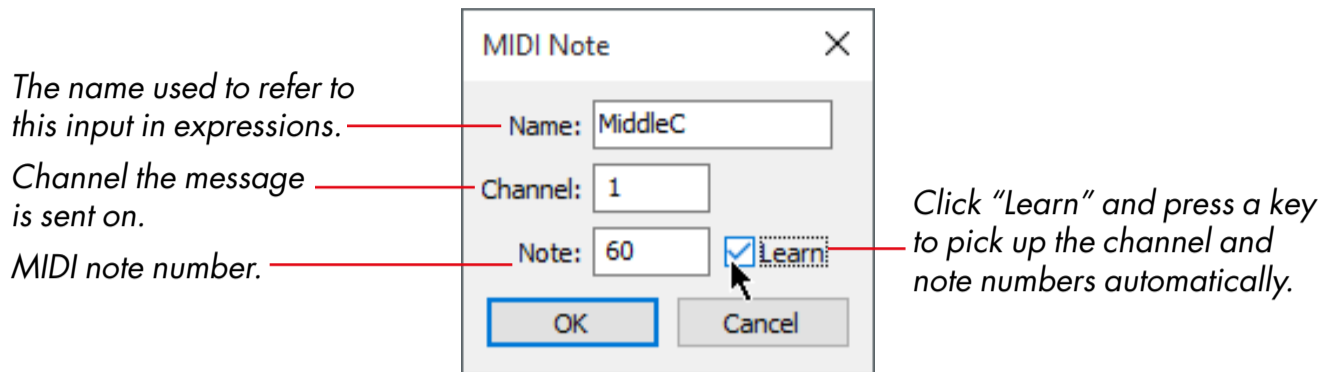 MIDI Note
The name used to refer to
this input in expressions.
Name: MiddleC
Channel the message
is sent on.
Channel: 1
MIDI note number.
Note: 60 Learn
Click “Learn” and press a key
to pick up the channel and
note numbers automatically.
OK Cancel